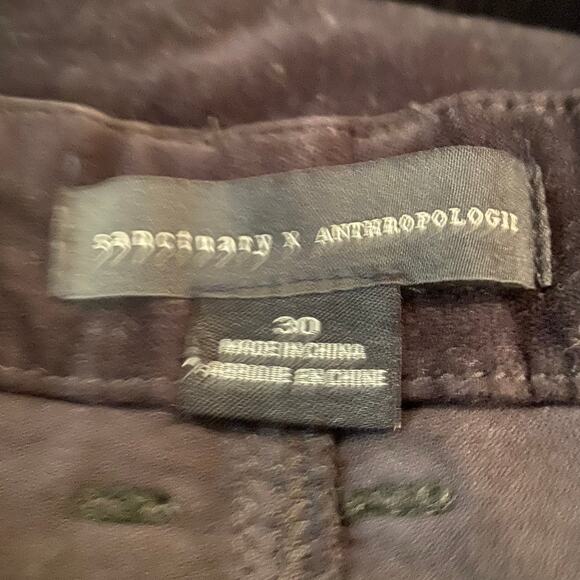 sanctuary X ANTHROPOLOGIE
30
MADE IN CHINA
FABRIQUE EN CHINE